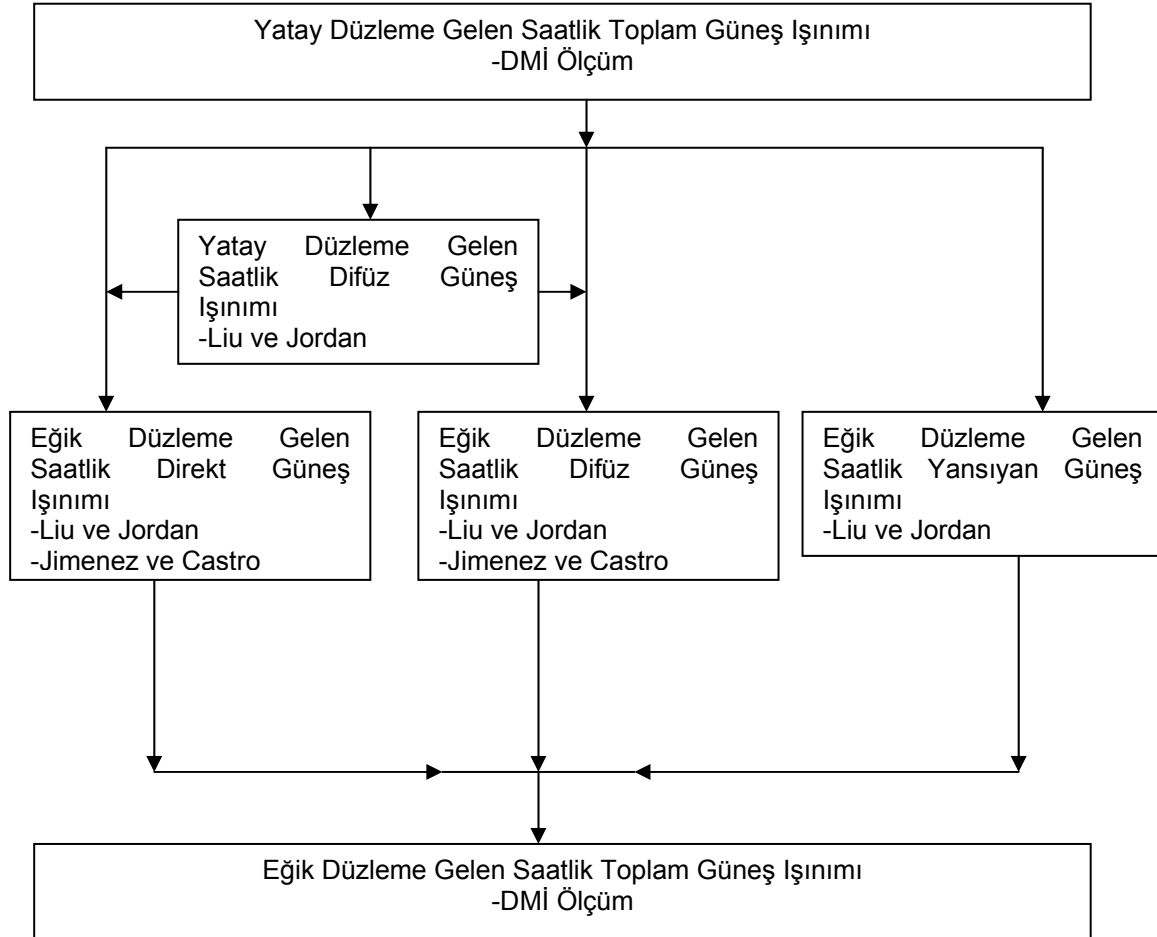 Yatay Düzleme Gelen Saatlik Toplam Güneş Işınımı
-DMİ Ölçüm
Yatay Düzleme Gelen
Saatlik Difüz Güneş
Işınımı
-Liu ve Jordan
Eğik Düzleme Gelen
Saatlik Direkt Güneş
Işınımı
-Liu ve Jordan
-Jimenez ve Castro
Eğik Düzleme Gelen
Saatlik Difüz Güneş
Işınımı
-Liu ve Jordan
-Jimenez ve Castro
Eğik Düzleme Gelen
Saatlik Yansıyan Güneş
Işınımı
-Liu ve Jordan
Eğik Düzleme Gelen Saatlik Toplam Güneş Işınımı
-DMİ Ölçüm